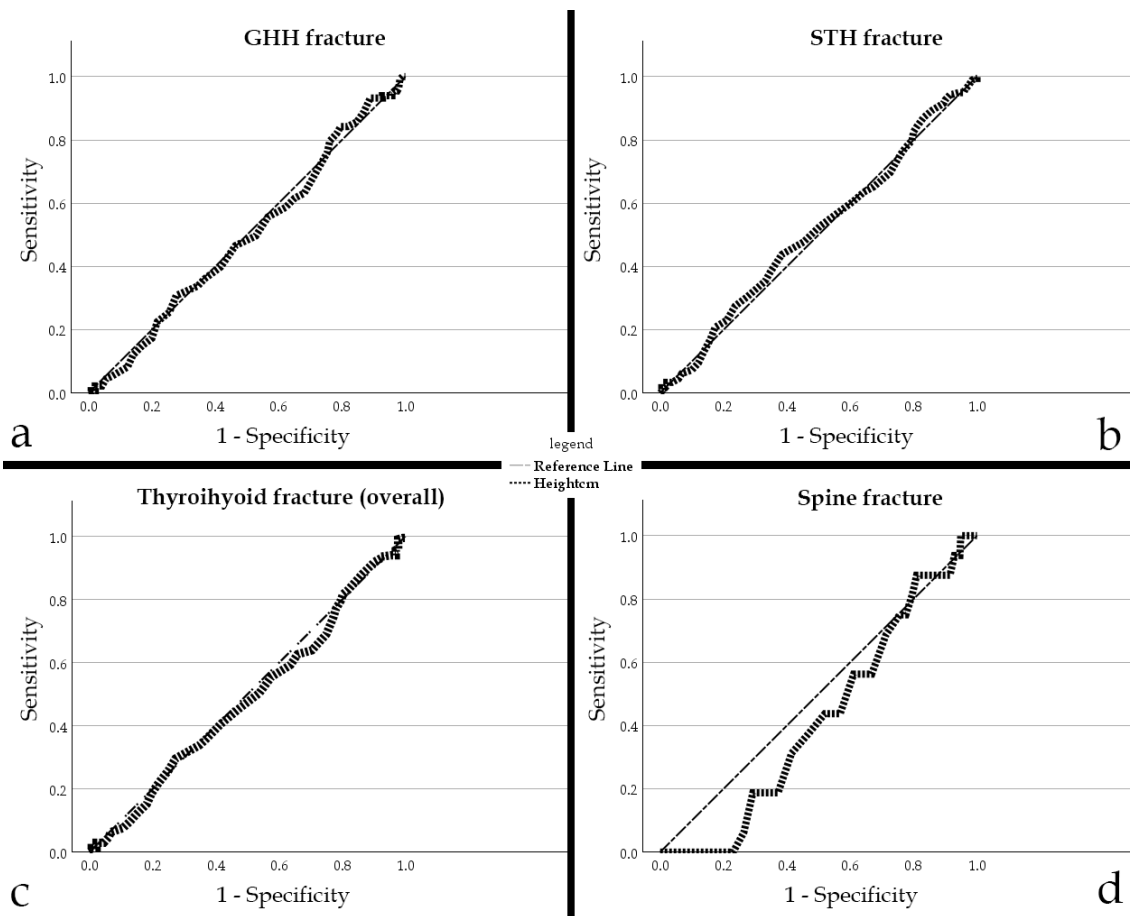 GHH fracture
1.0
0.8
0.6
0.4
0.2
0.0
Sensitivity
0.0 0.2 0.4 0.6 0.8 1.0
1 - Specificity
a
STH fracture
1.0
0.8
0.6
0.4
0.2
0.0
Sensitivity
0.0 0.2 0.4 0.6 0.8 1.0
1 - Specificity
b
legend
Reference Line
Heightcm
Thyroihyoid fracture (overall)
1.0
0.8
0.6
0.4
0.2
0.0
Sensitivity
0.0 0.2 0.4 0.6 0.8 1.0
1 - Specificity
c
Spine fracture
1.0
0.8
0.6
0.4
0.2
0.0
Sensitivity
0.0 0.2 0.4 0.6 0.8 1.0
1 - Specificity
d